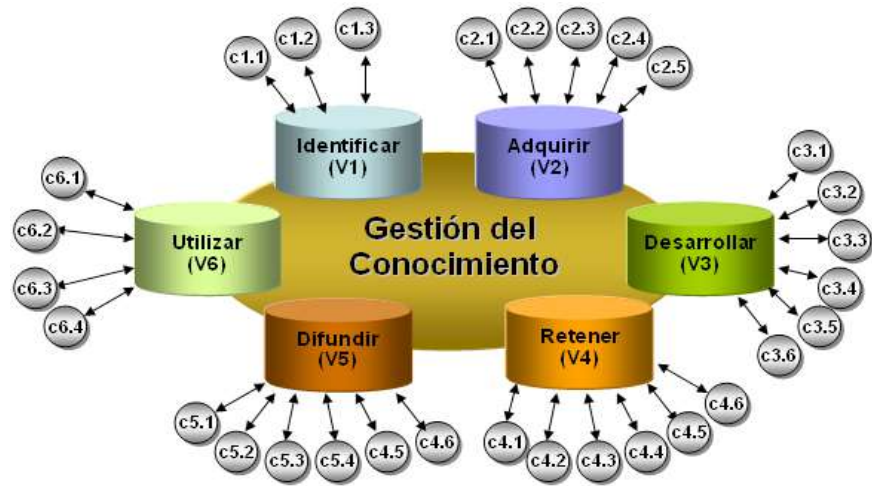 c1.1
c1.2
c1.3
c2.1
c2.2
c2.3
c2.4
c2.5
Identificar
(V1)
Adquirir
(V2)
c3.1
c3.2
c3.3
c3.4
c3.5
c3.6
c6.1
c6.2
c6.3
c6.4
Utilizar
(V6)
Gestión del
Conocimiento
Desarrollar
(V3)
Difundir
(V5)
Retener
(V4)
c5.1
c5.2
c5.3
c5.4
c4.5
c4.6
c4.1
c4.2
c4.3
c4.4
c4.5
c4.6